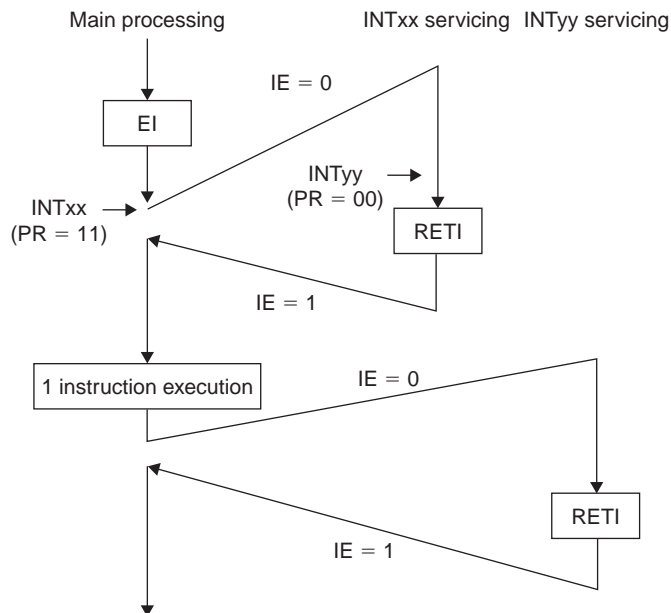 Main processing
INTxx servicing
INTyy servicing
IE = 0
EI
INTyy
(PR = 00)
INTxx
(PR = 11)
RETI
IE = 1
1 instruction execution
IE = 0
RETI
IE = 1